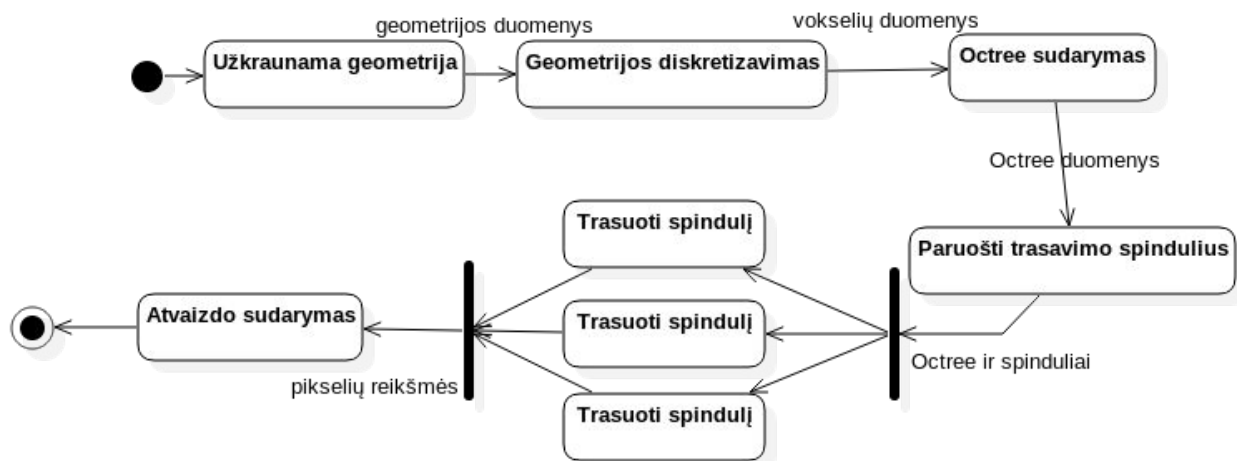 geometrijos duomenys
vokselių duomenys
Užkraunama geometrija
Geometrijos diskretizavimas
Octree sudarymas
Octree duomenys
Paruošti trasavimo spindulius
Octree ir spinduliai
Trasuoti spindulį
Trasuoti spindulį
Trasuoti spindulį
pikselių reikšmės
Atvaizdo sudarymas